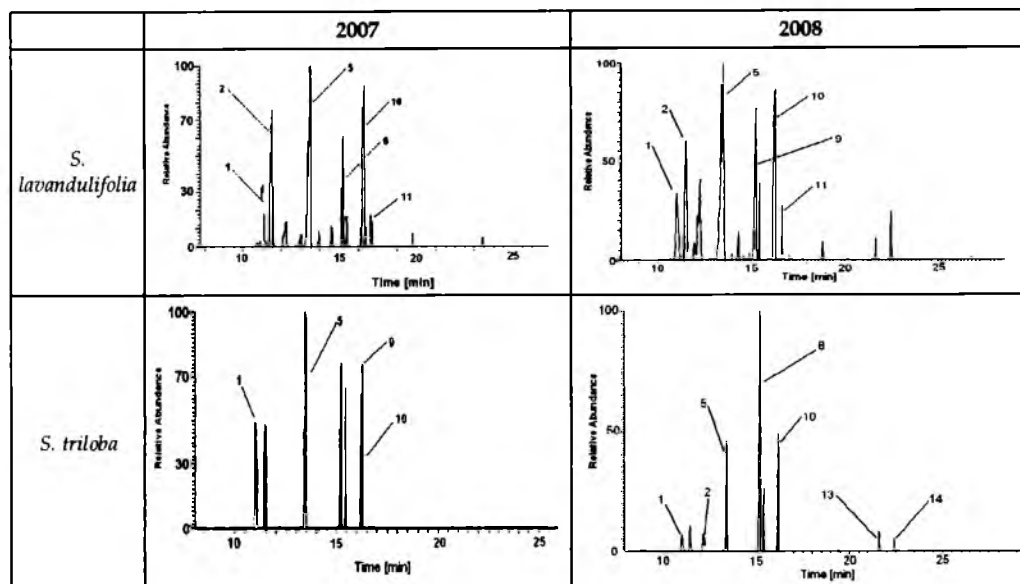 2007 2008
S. lavandulifolia
Relative Abundance
100
70
30
0
1
2
5
10
6
11
10 15 20 25
Time [min]
Relative Abundance
100
50
0
1
2
5
9
10
11
10 15 20 25
Time [min]
S. triloba
Relative Abundance
100
70
30
0
1
5
9
10
10 15 20 25
Time [min]
Relative Abundance
100
50
0
1
2
5
8
10
13
14
10 15 20 25
Time [min]